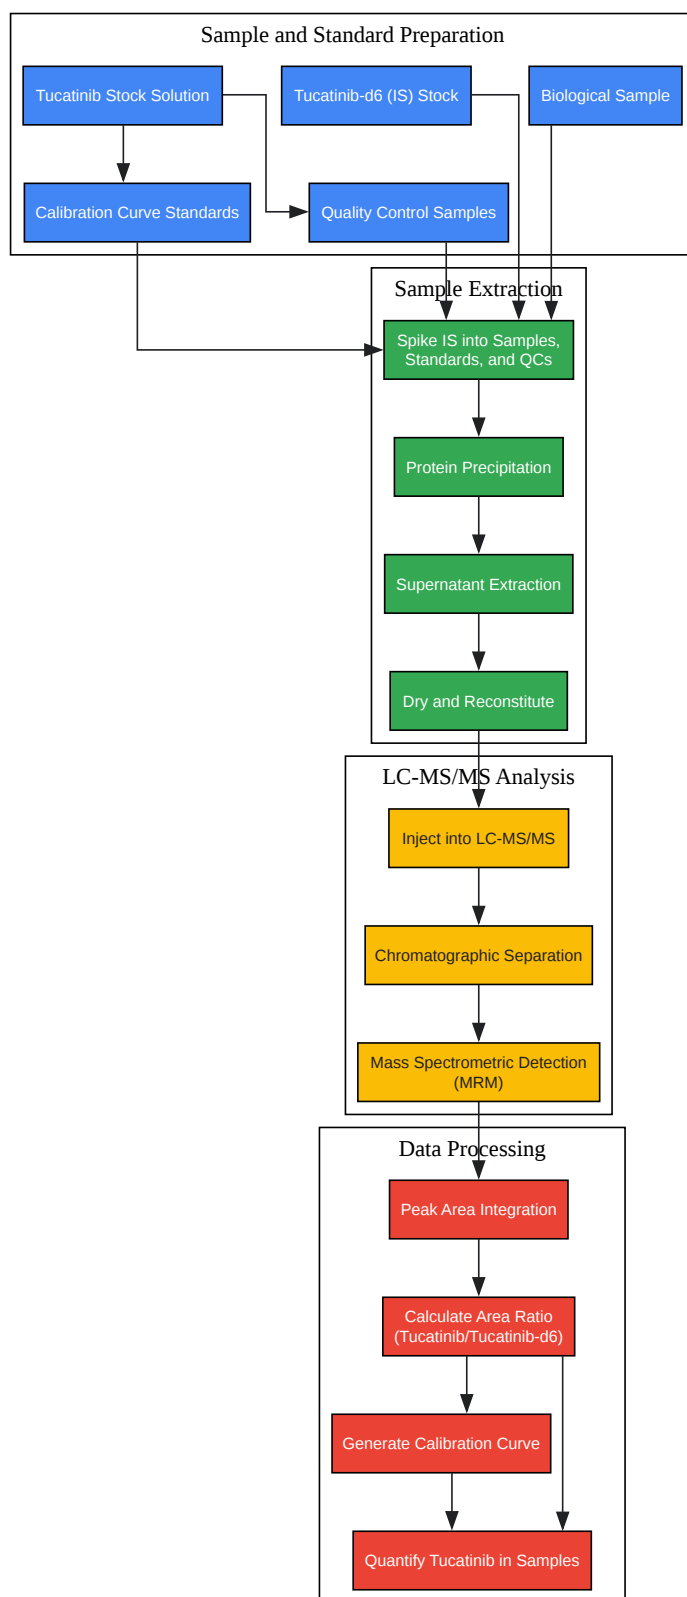 Sample and Standard Preparation
Tucatinib Stock Solution
Tucatinib-d6 (IS) Stock
Biological Sample
Calibration Curve Standards
Quality Control Samples
Sample Extraction
Spike IS into Samples,
Standards, and QCs
Protein Precipitation
Supernatant Extraction
Dry and Reconstitute
LC-MS/MS Analysis
Inject into LC-MS/MS
Chromatographic Separation
Mass Spectrometric Detection
(MRM)
Data Processing
Peak Area Integration
Calculate Area Ratio
(Tucatinib/Tucatinib-d6)
Generate Calibration Curve
Quantify Tucatinib in Samples